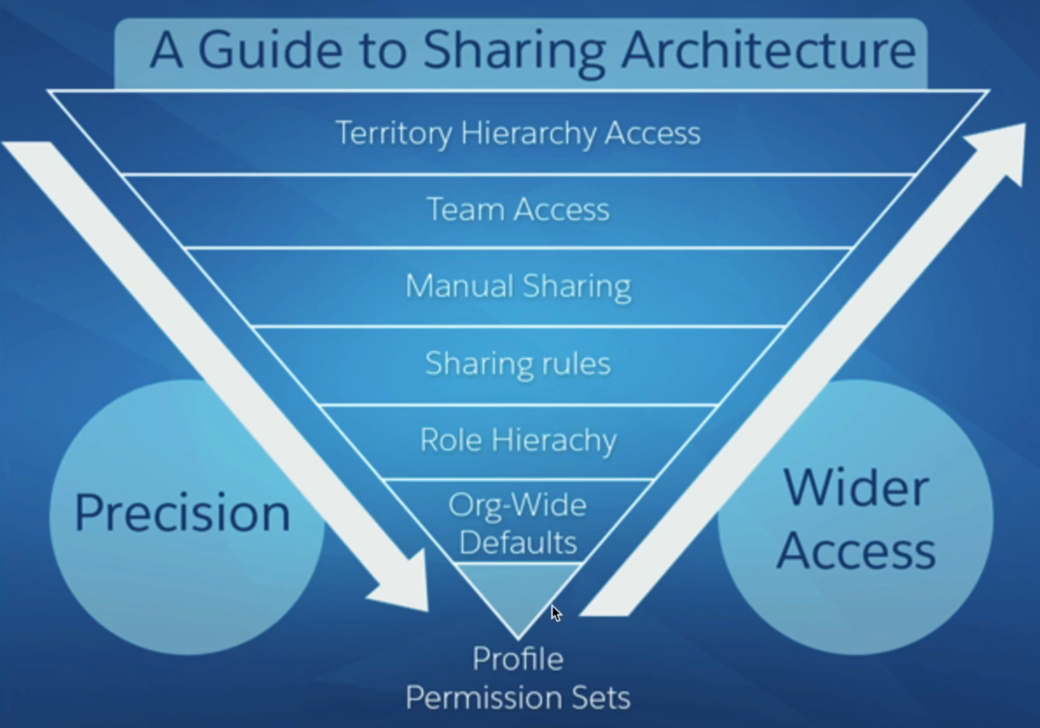 A Guide to Sharing Architecture
Territory Hierarchy Access
Team Access
Manual Sharing
Sharing rules
Role Hierachy
Org-Wide
Defaults
Precision
Wider
Access
Profile
Permission Sets